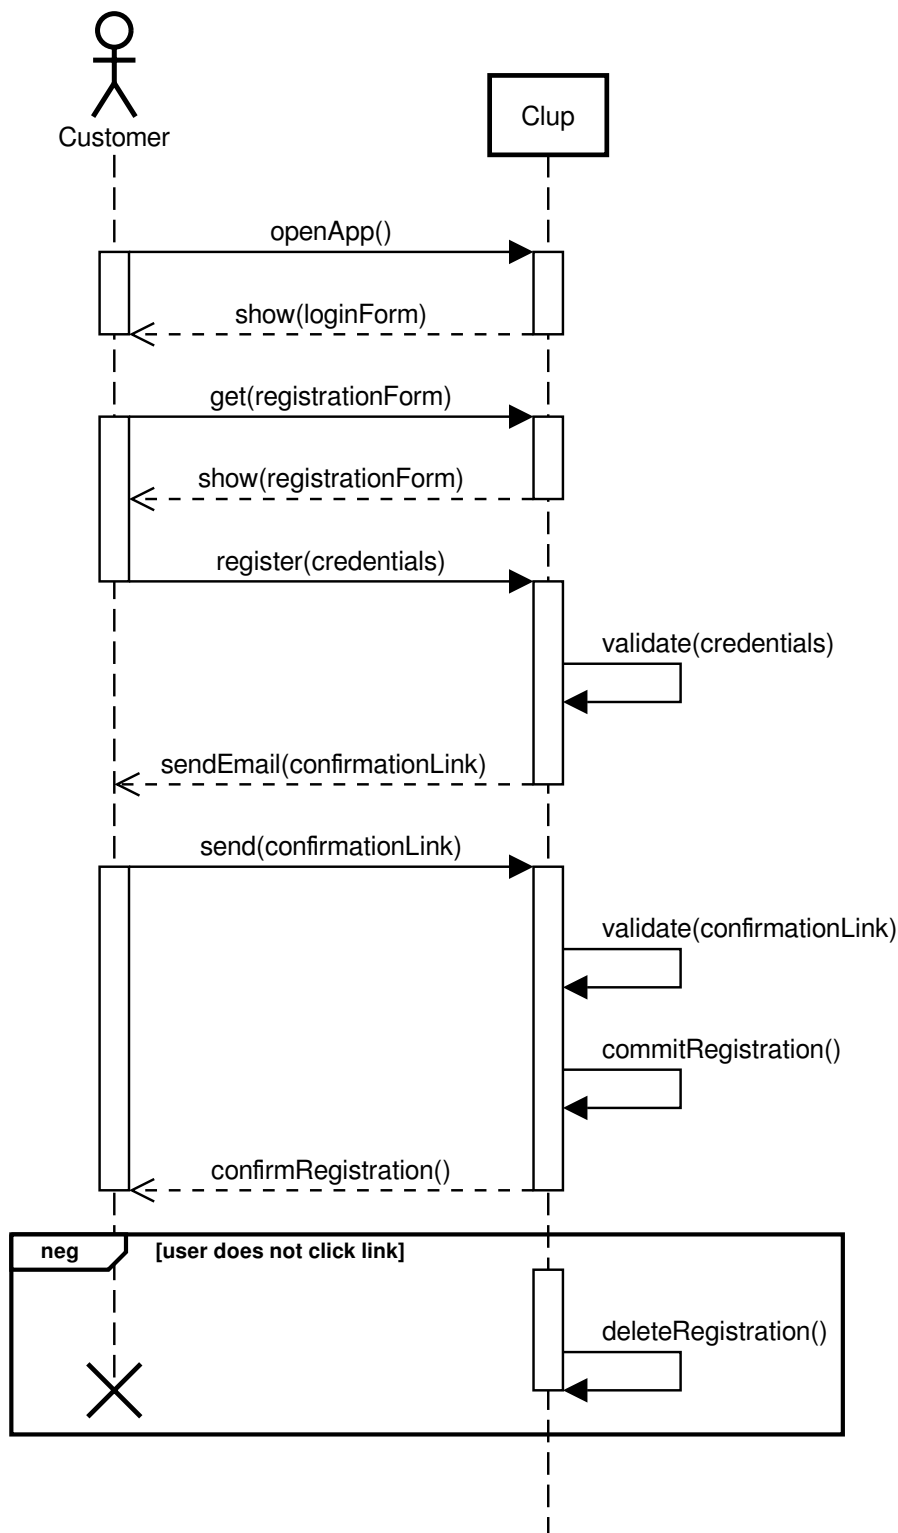 Customer
Clup
openApp()
show(loginForm)
get(registrationForm)
show(registrationForm)
register(credentials)
validate(credentials)
sendEmail(confirmationLink)
send(confirmationLink)
validate(confirmationLink)
commitRegistration()
confirmRegistration()
neg [user does not click link]
deleteRegistration()